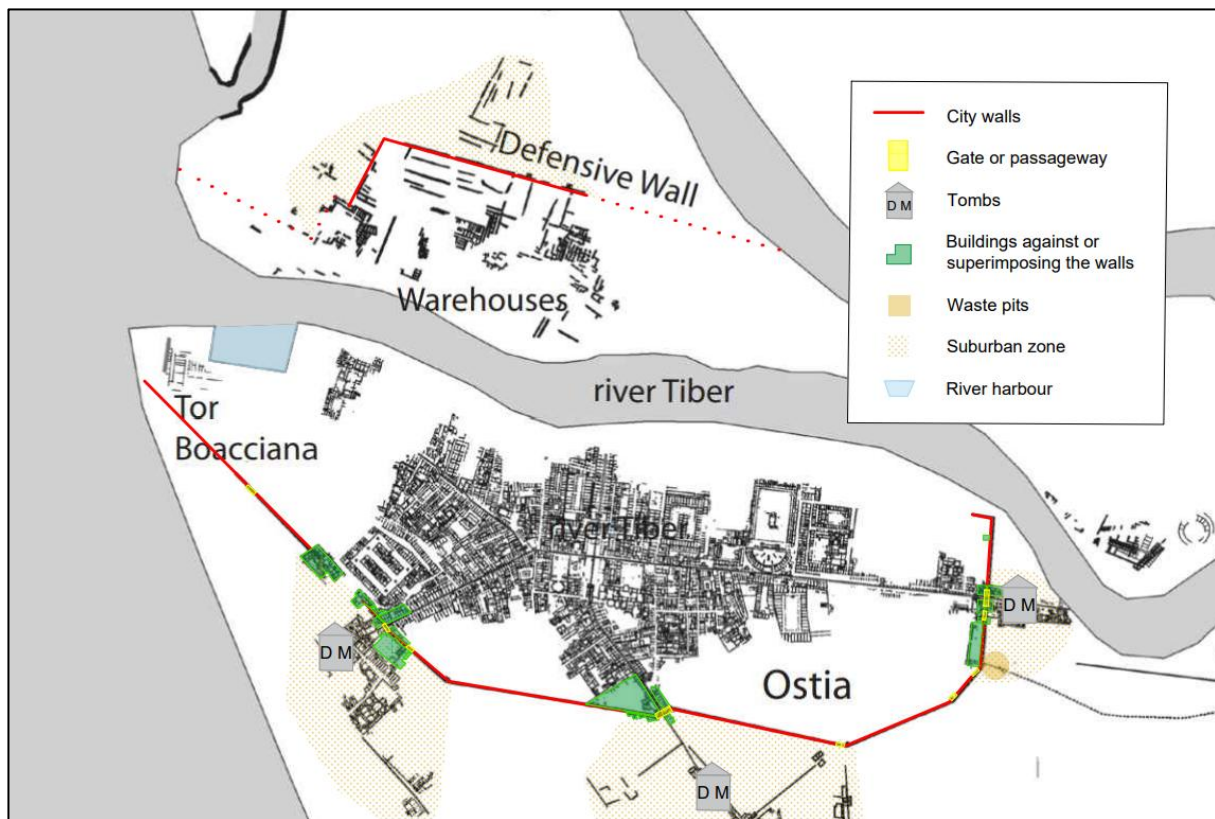 Defensive Wall
Warehouses
river Tiber
Tor
Boacciana
river Tiber
Ostia
D M
D M
D M
City walls
Gate or passageway
D M
Tombs
Buildings against or
superimposing the walls
Waste pits
Suburban zone
River harbour